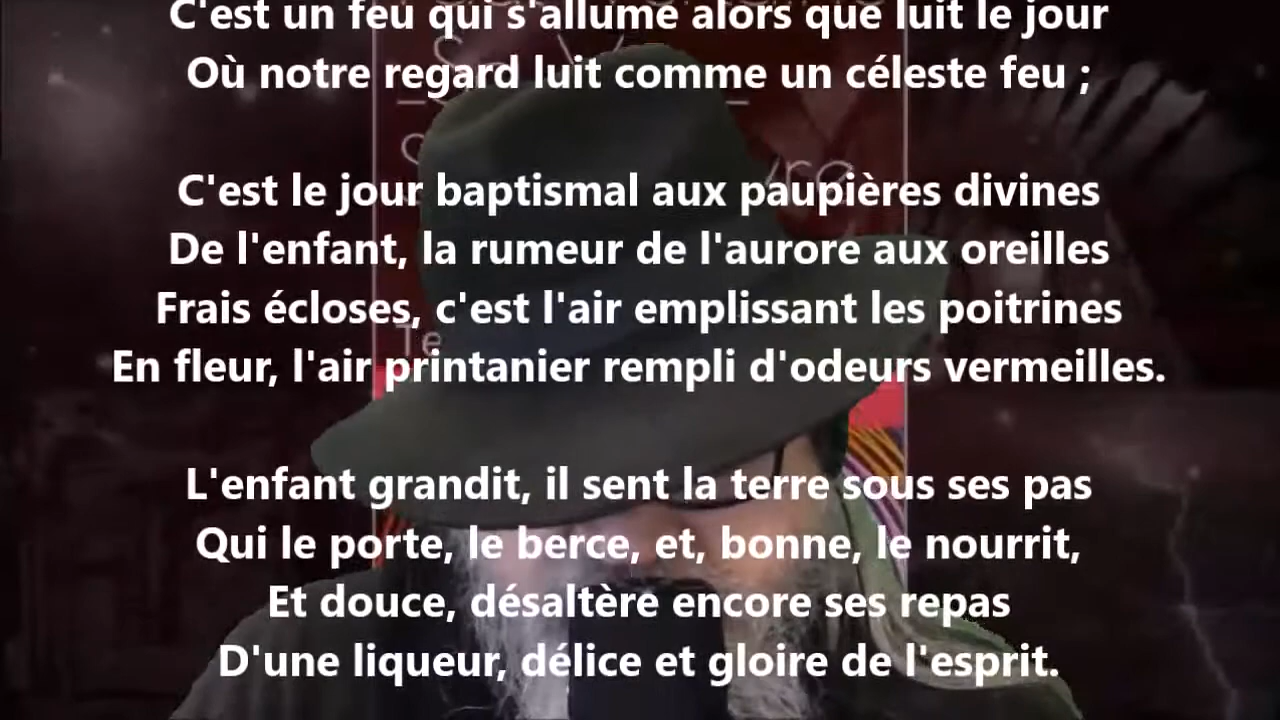 C'est un feu qui s'allume alors que luit le jour
Où notre regard luit comme un céleste feu ;
C'est le jour baptismal aux paupières divines
De l'enfant, la rumeur de l'aurore aux oreilles
Frais écloses, c'est l'air emplissant les poitrines
En fleur, l'air printanier rempli d'odeurs vermeilles.
L'enfant grandit, il sent la terre sous ses pas
Qui le porte, le berce, et, bonne, le nourrit,
Et douce, désaltère encore ses repas
D'une liqueur, délice et gloire de l'esprit.